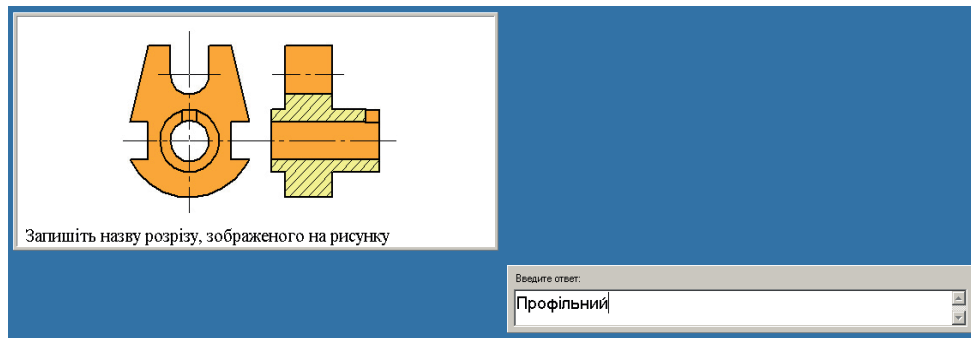 Запишіть назву розрізу, зображеного на рисунку
Введите ответ:
Профільний